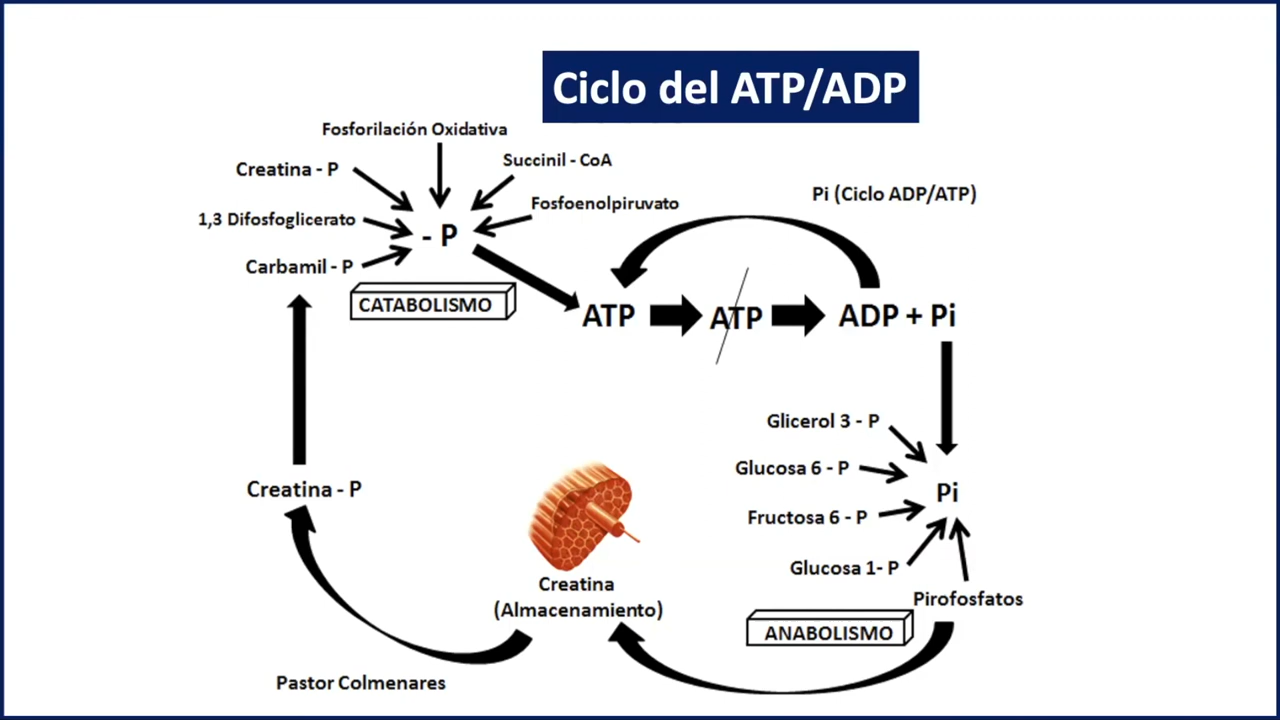 Ciclo del ATP/ADP
Fosforilación Oxidativa
Creatina - P
Succinil - CoA
1,3 Difosfoglicerato
Fosfoenolpiruvato
- P
Carbamil - P
CATABOLISMO
Pi (Ciclo ADP/ATP)
ATP
ATP
ADP + Pi
Glicerol 3 - P
Glucosa 6 - P
Pi
Fructosa 6 - P
Glucosa 1- P
Pirofosfatos
ANABOLISMO
Creatina - P
Creatina
(Almacenamiento)
Pastor Colmenares